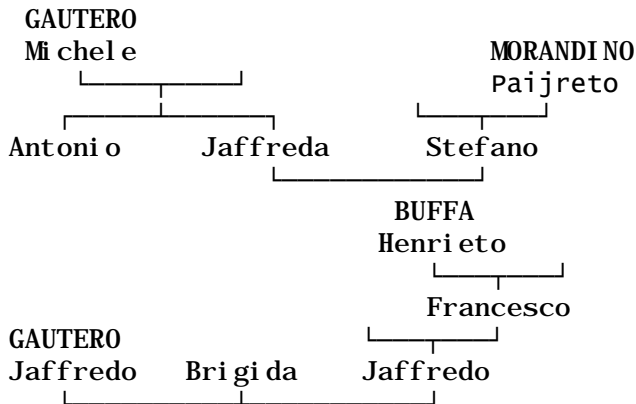 GAUTERO
Michele MORANDINO
Paijreto
Antonio Jaffreda Stefano
BUFFA
Henrieto
Francesco
GAUTERO
Jaffredo Brigida Jaffredo